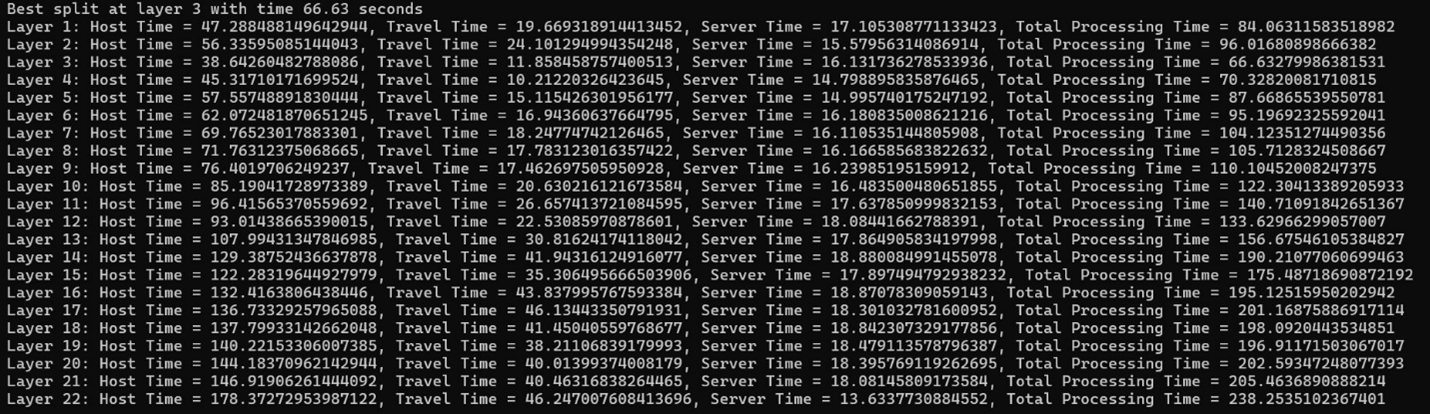 Best split at layer 3 with time 66.63 seconds
Layer 1: Host Time = 47.288488149642944, Travel Time = 19.669318914413452, Server Time = 17.105308771133423, Total Processing Time = 84.06311583518982
Layer 2: Host Time = 56.33595085144043, Travel Time = 24.101294994354248, Server Time = 15.57956314086914, Total Processing Time = 96.01680898666382
Layer 3: Host Time = 38.64260482788086, Travel Time = 11.858458757400513, Server Time = 16.131736278533936, Total Processing Time = 66.63279986381531
Layer 4: Host Time = 45.31710171699524, Travel Time = 10.21220326423645, Server Time = 14.798895835876465, Total Processing Time = 70.32820081710815
Layer 5: Host Time = 57.55748891830444, Travel Time = 15.115426301956177, Server Time = 14.995740175247192, Total Processing Time = 87.66865539550781
Layer 6: Host Time = 62.072481870651245, Travel Time = 16.94360637664795, Server Time = 16.180835008621216, Total Processing Time = 95.19692325592041
Layer 7: Host Time = 69.76523017883301, Travel Time = 18.247747421264465, Server Time = 16.110535144805908, Total Processing Time = 104.12351274490356
Layer 8: Host Time = 71.76312375068665, Travel Time = 17.78312301635742​2, Server Time = 16.166585683822632, Total Processing Time = 105.7128324508667
Layer 9: Host Time = 76.4019706249237, Travel Time = 17.462697505950928, Server Time = 16.23985195159912, Total Processing Time = 110.10452008247375
Layer 10: Host Time = 85.19041728973389, Travel Time = 20.630216121673584, Server Time = 16.483500480651855, Total Processing Time = 122.304133892​05933
Layer 11: Host Time = 96.41565370559692, Travel Time = 26.657413721084595, Server Time = 17.637850999832153, Total Processing Time = 140.71091842651367
Layer 12: Host Time = 93.01438665390015, Travel Time = 22.53085970878601, Server Time = 18.08441662788391, Total Processing Time = 133.62966299057007
Layer 13: Host Time = 107.99431347846985, Travel Time = 30.81624174118042, Server Time = 17.864905834197998, Total Processing Time = 156.67546105384827
Layer 14: Host Time = 129.38752436637878, Travel Time = 41.94316124916077, Server Time = 18.880084991455078, Total Processing Time = 190.210770606​99463
Layer 15: Host Time = 122.28319644927979, Travel Time = 35.306495666503906, Server Time = 17.897494792938232, Total Processing Time = 175.48718690872192
Layer 16: Host Time = 132.4163806438446, Travel Time = 43.837995767593384, Server Time = 18.87078309059143, Total Processing Time = 195.12515950202942
Layer 17: Host Time = 136.73329257965088, Travel Time = 46.13443350791931, Server Time = 18.301032781600952, Total Processing Time = 201.16875886917114
Layer 18: Host Time = 137.79933142662048, Travel Time = 41.45040559768677, Server Time = 18.842307329177856, Total Processing Time = 198.0920443534851
Layer 19: Host Time = 140.22153306007385, Travel Time = 38.21106839179993, Server Time = 18.479113578796387, Total Processing Time = 196.9117150306​7017
Layer 20: Host Time = 144.18370962142944, Travel Time = 40.01399374008179, Server Time = 18.395769119262695, Total Processing Time = 202.593472480​77393
Layer 21: Host Time = 146.91906261444092, Travel Time = 40.46316838264465, Server Time = 18.08145809173584, Total Processing Time = 205.4636890888214
Layer 22: Host Time = 178.37272953987122, Travel Time = 46.247007608413696, Server Time = 13.6337730884552, Total Processing Time = 238.2535102367401